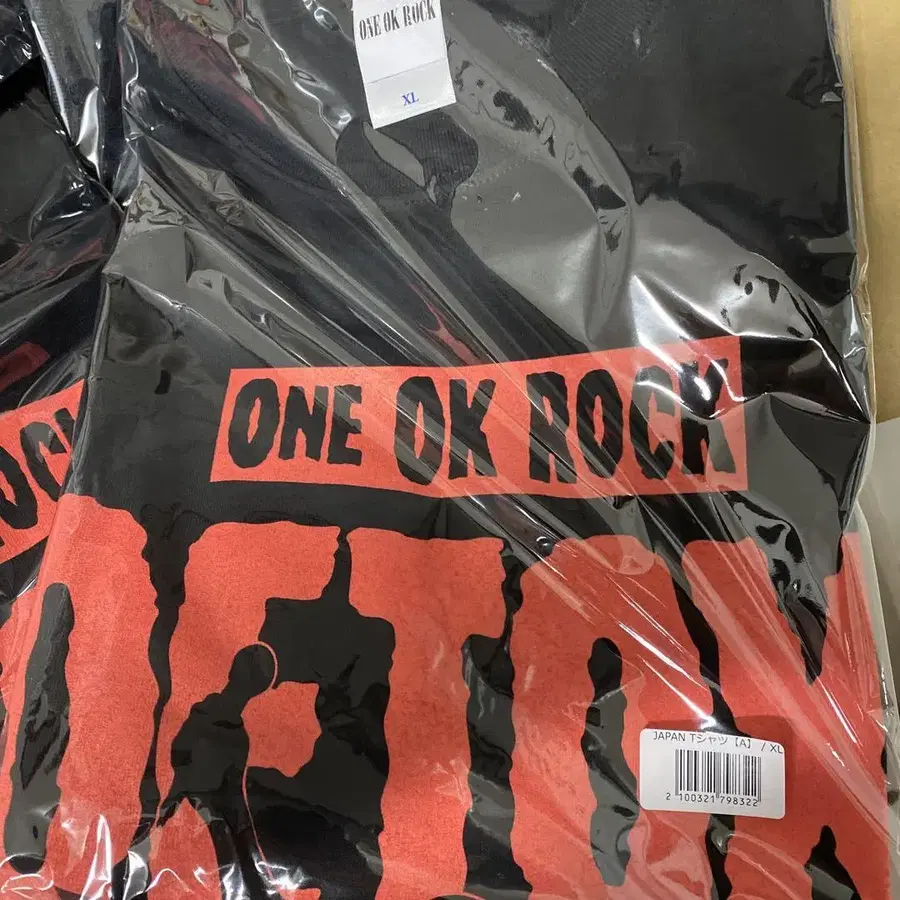 ONE OK ROCK
XL
ONE OK ROCK
JAPAN Tシャツ【A】 / XL
2 100321 798322